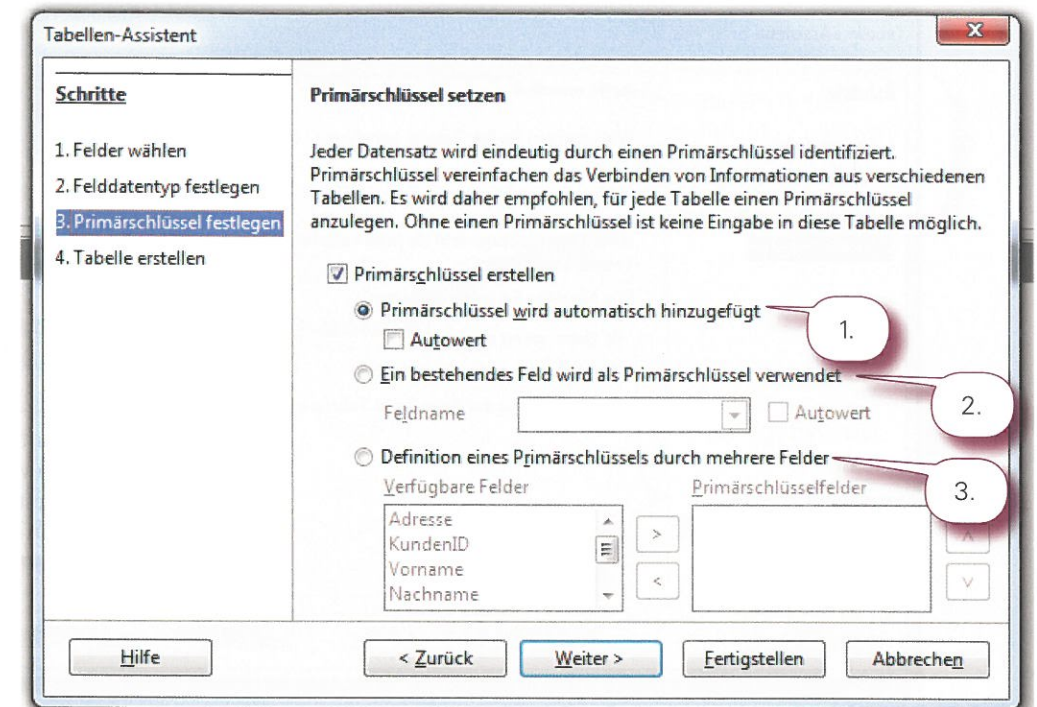 Tabellen-Assistent
Schritte
1. Felder wählen
2. Felddatentyp festlegen
3. Primärschlüssel festlegen
4. Tabelle erstellen
Primärschlüssel setzen
Jeder Datensatz wird eindeutig durch einen Primärschlüssel identifiziert.
Primärschlüssel vereinfachen das Verbinden von Informationen aus verschiedenen
Tabellen. Es wird daher empfohlen, für jede Tabelle einen Primärschlüssel
anzulegen. Ohne einen Primärschlüssel ist keine Eingabe in diese Tabelle möglich.
Primärschlüssel erstellen
Primärschlüssel wird automatisch hinzugefügt
1.
Autowert
Ein bestehendes Feld wird als Primärschlüssel verwendet
2.
Feldname
Autowert
Definition eines Primärschlüssels durch mehrere Felder
3.
Verfügbare Felder
Primärschlüsselfelder
Adresse
KundenID
Vorname
Nachname
>
<
Hilfe
< Zurück
Weiter >
Fertigstellen
Abbrechen